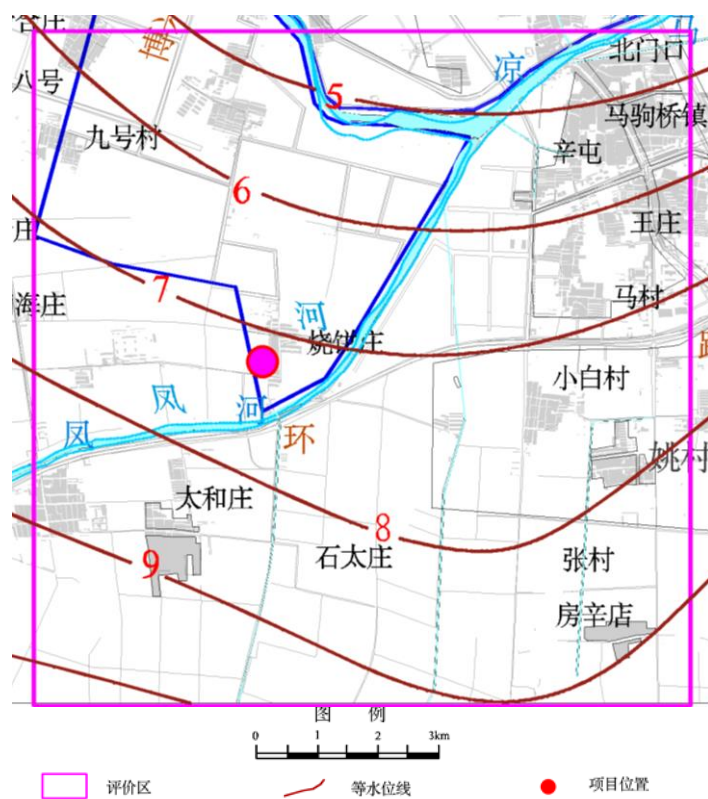 凉
北门口
博
5
八号
马驹桥镇
九号村
辛屯
6
王庄
庄
7
马村
海庄
河
烧饼庄
小白村
凤
河
凤
环
姚村
太和庄
8
石太庄
张村
9
房辛店
图 例
0 1 2 3km
评价区
等水位线
项目位置